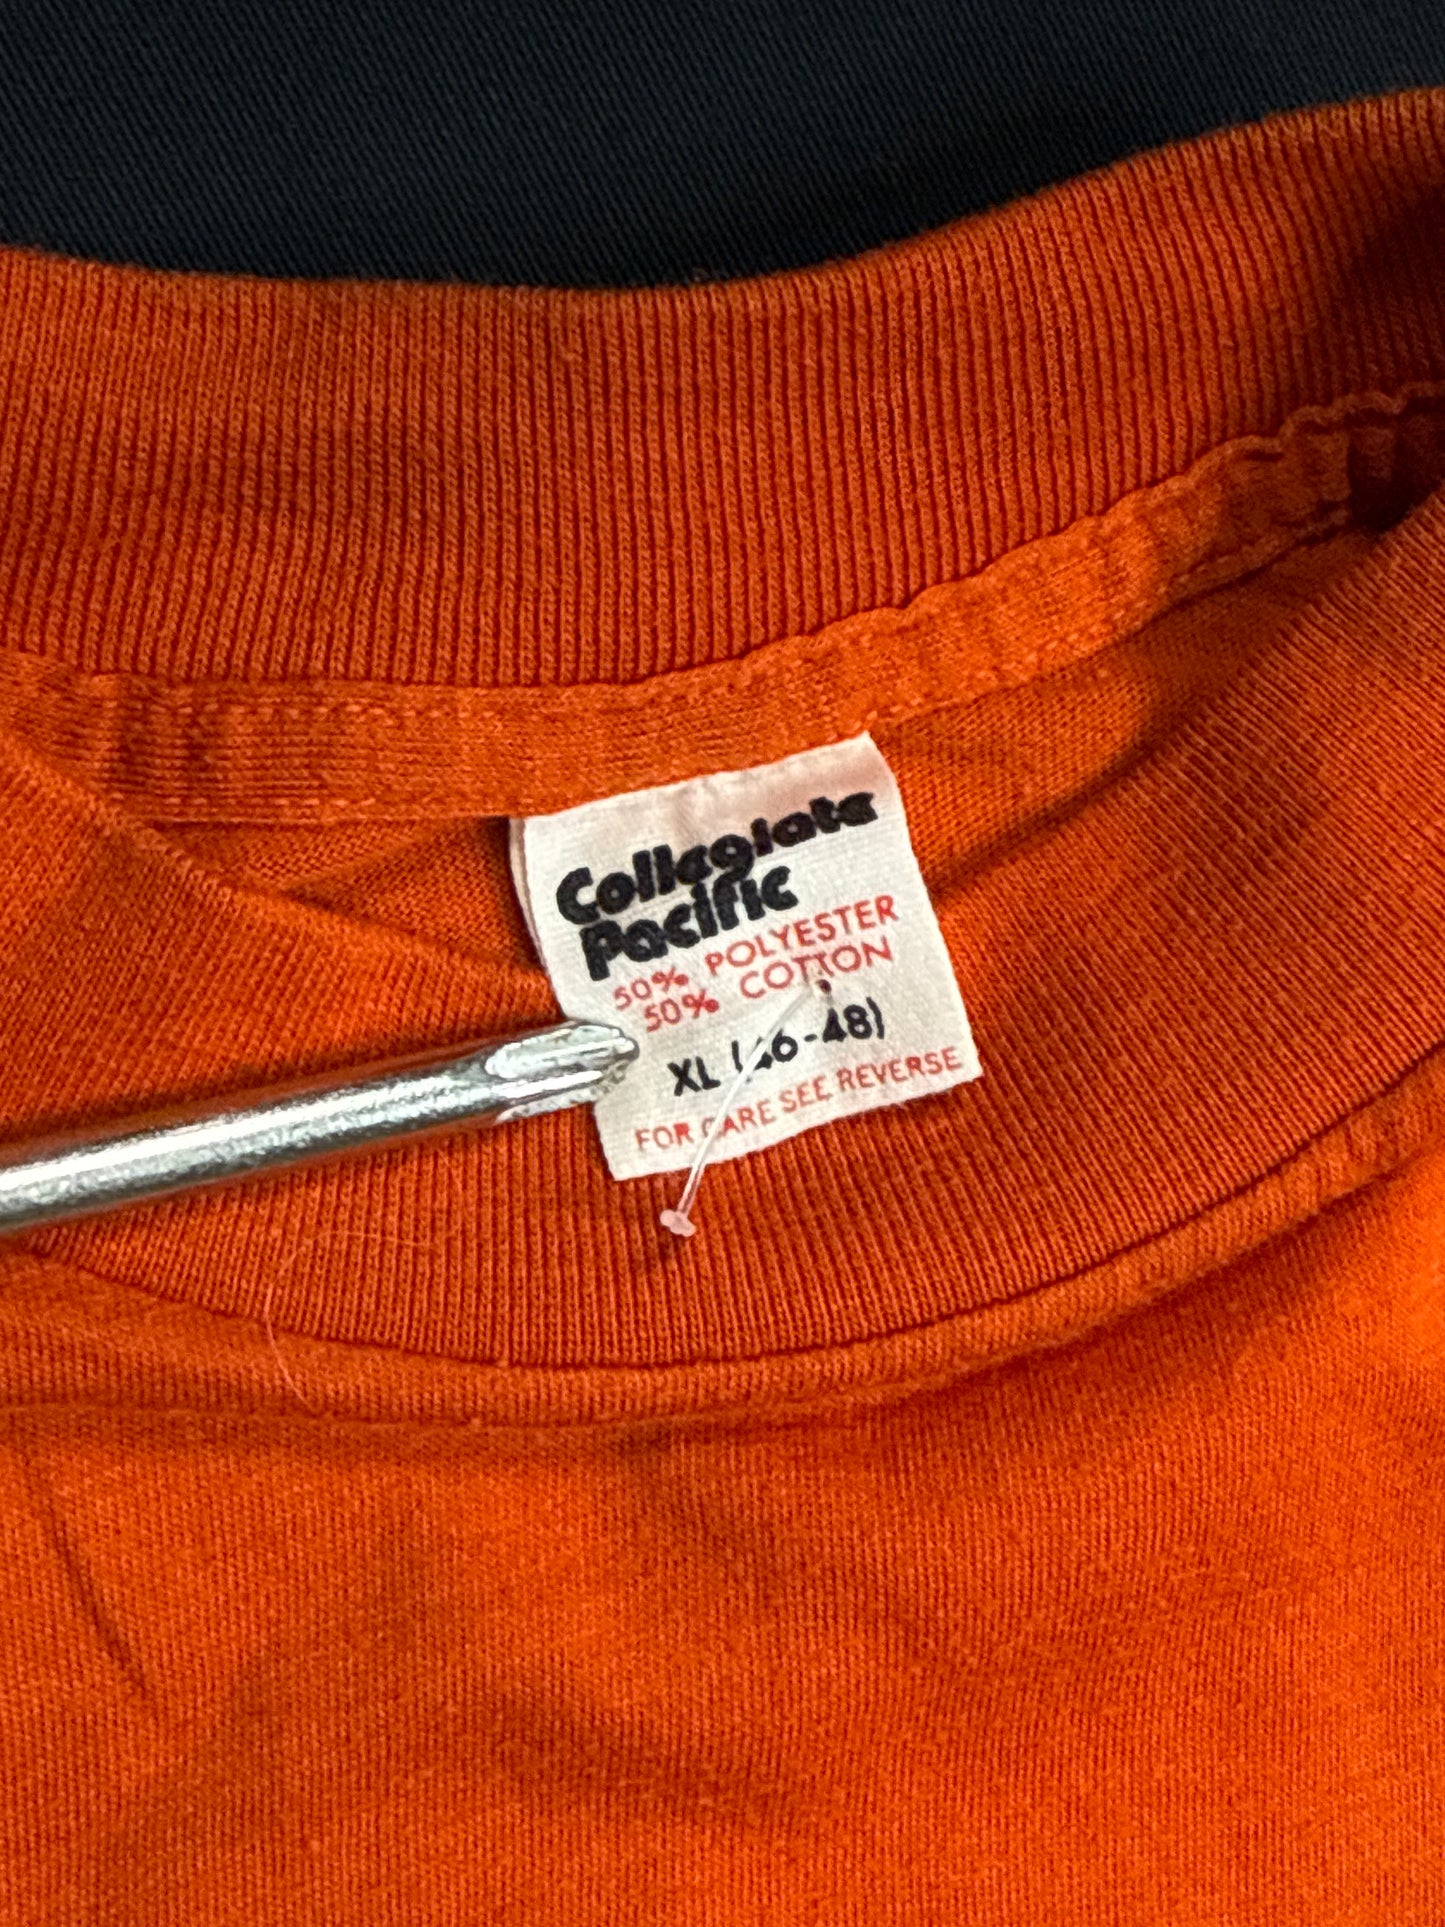 Collegiate
Pacific
50% POLYESTER
50% COTTON
XL (46-48)
FOR CARE SEE REVERSE